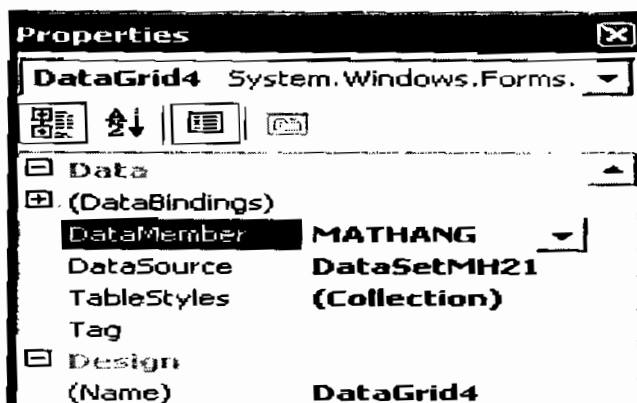 Properties
DataGrid4 System.Windows.Forms.
Data
(DataBindings)
DataMember MATHANG
DataSource DataSetMH21
TableStyles (Collection)
Tag
Design
(Name) DataGrid4